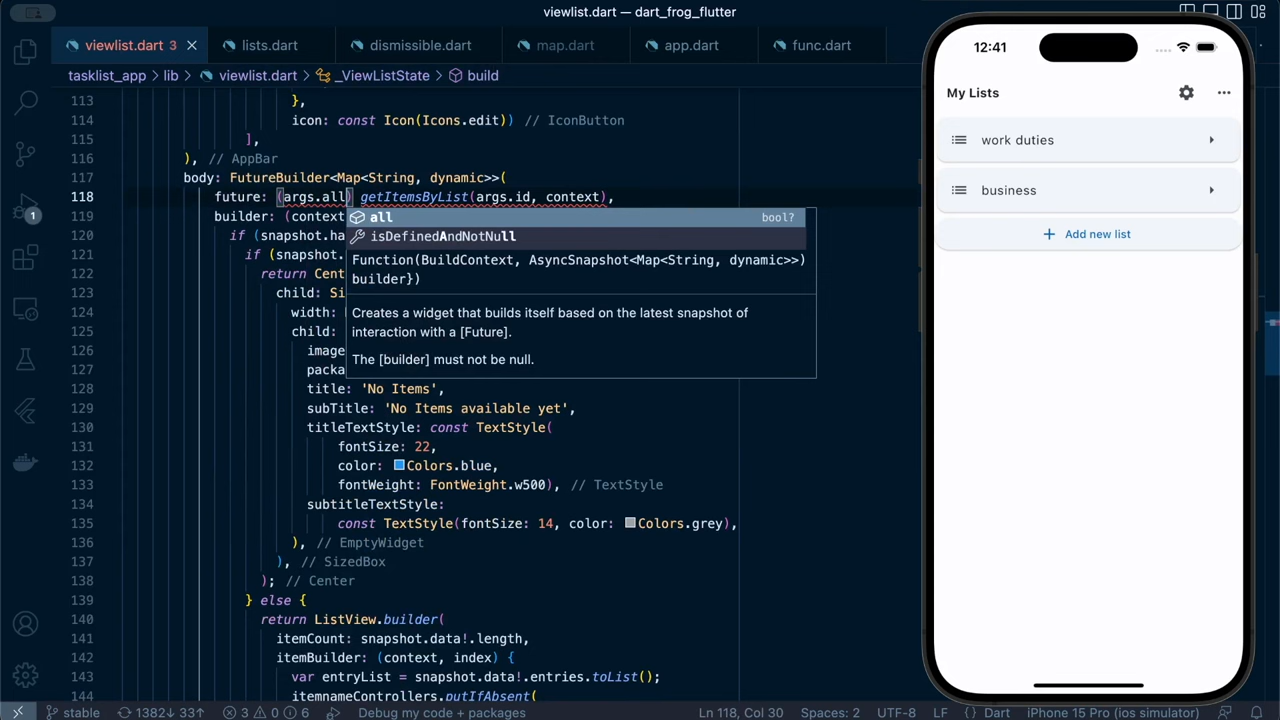 viewlist.dart — dart_frog_flutter
viewlist.dart 3
lists.dart
dismissible.dart
map.dart
app.dart
func.dart
tasklist_app > lib > viewlist.dart > _ViewListState > build
113 },
114 icon: const Icon(Icons.edit)) // IconButton
115 ],
116 ), // AppBar
117 body: FutureBuilder<Map<String, dynamic>>(
118 future: (args.all) getItemsByList(args.id, context),
119 builder: (context
120 if (snapshot.ha
121 if (snapshot.
122 return Cent
123 child: Si
124 width:
125 child:
126 image
127 packa
128 title: 'No Items',
129 subTitle: 'No Items available yet',
130 titleTextStyle: const TextStyle(
131 fontSize: 22,
132 color: Colors.blue,
133 fontWeight: FontWeight.w500), // TextStyle
134 subtitleTextStyle:
135 const TextStyle(fontSize: 14, color: Colors.grey),
136 ), // EmptyWidget
137 ), // SizedBox
138 ); // Center
139 } else {
140 return ListView.builder(
141 itemCount: snapshot.data!.length,
142 itemBuilder: (context, index) {
143 var entryList = snapshot.data!.entries.toList();
144 itemnameControllers.putIfAbsent(
all bool?
isDefinedAndNotNull
Function(BuildContext, AsyncSnapshot<Map<String, dynamic>>)
builder})
Creates a widget that builds itself based on the latest snapshot of
interaction with a [Future].
The [builder] must not be null.
1
12:41
My Lists
work duties
business
Add new list
stable 1382↓ 33↑ 3 0 6 Debug my code + packages Ln 118, Col 30 Spaces: 2 UTF-8 LF {} Dart iPhone 15 Pro (ios simulator)